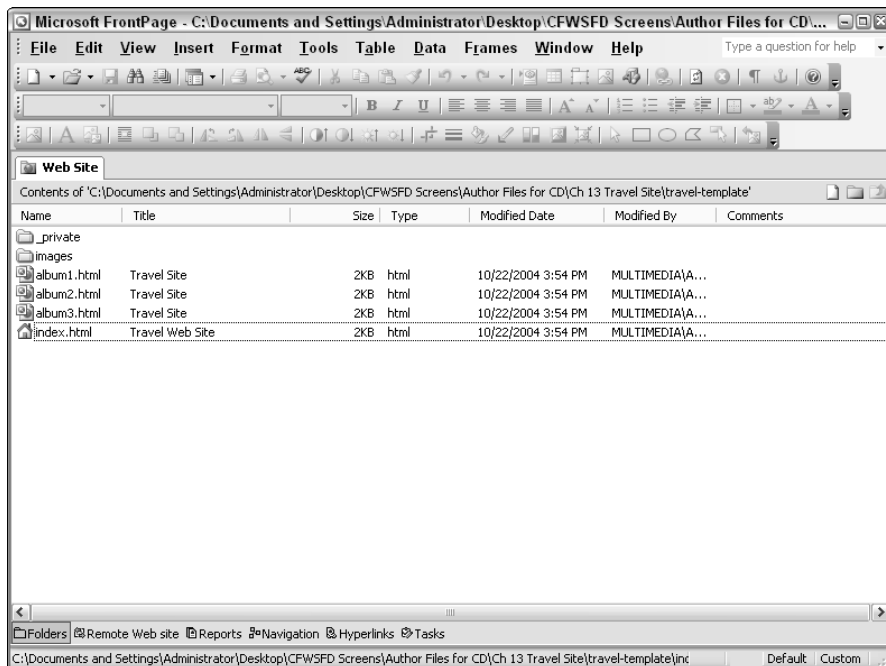 Microsoft FrontPage - C:\Documents and Settings\Administrator\Desktop\CFWSFD Screens\Author Files for CD\...
File Edit View Insert Format Tools Table Data Frames Window Help Type a question for help
B I U A A ab A
A
Web Site
Contents of 'C:\Documents and Settings\Administrator\Desktop\CFWSFD Screens\Author Files for CD\Ch 13 Travel Site\travel-template'
Name Title Size Type Modified Date Modified By Comments
_private
images
album1.html Travel Site 2KB html 10/22/2004 3:54 PM MULTIMEDIA\A...
album2.html Travel Site 2KB html 10/22/2004 3:54 PM MULTIMEDIA\A...
album3.html Travel Site 2KB html 10/22/2004 3:54 PM MULTIMEDIA\A...
index.html Travel Web Site 2KB html 10/22/2004 3:54 PM MULTIMEDIA\A...
Folders Remote Web site Reports Navigation Hyperlinks Tasks
C:\Documents and Settings\Administrator\Desktop\CFWSFD Screens\Author Files for CD\Ch 13 Travel Site\travel-template\ind Default Custom